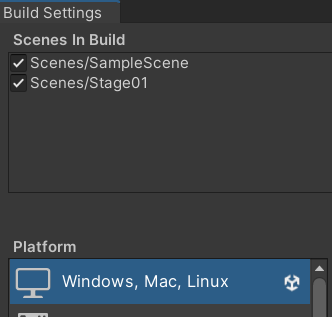 Build Settings
Scenes In Build
Scenes/SampleScene
Scenes/Stage01
Platform
Windows, Mac, Linux